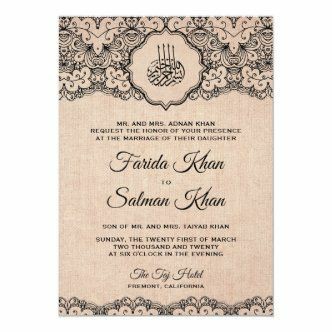 MR. AND MRS. ADNAN KHAN
REQUEST THE HONOR OF YOUR PRESENCE
AT THE MARRIAGE OF THEIR DAUGHTER
Farida Khan
TO
Salman Khan
SON OF MR. AND MRS. TAIYAB KHAN
SUNDAY, THE TWENTY FIRST OF MARCH
TWO THOUSAND AND TWENTY
AT SIX O'CLOCK IN THE EVENING
The Taj Hotel
FREMONT, CALIFORNIA